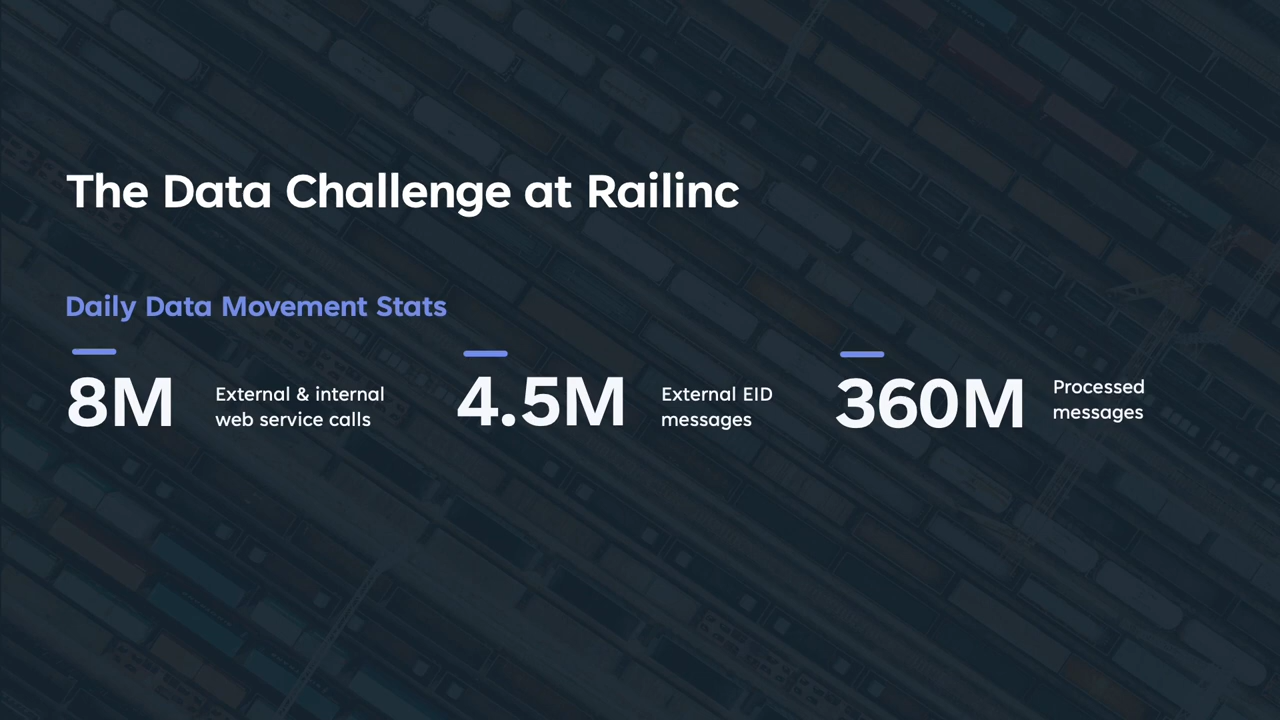 The Data Challenge at Railinc
Daily Data Movement Stats
8M
External & internal
web service calls
4.5M
External EID
messages
360M
Processed
messages